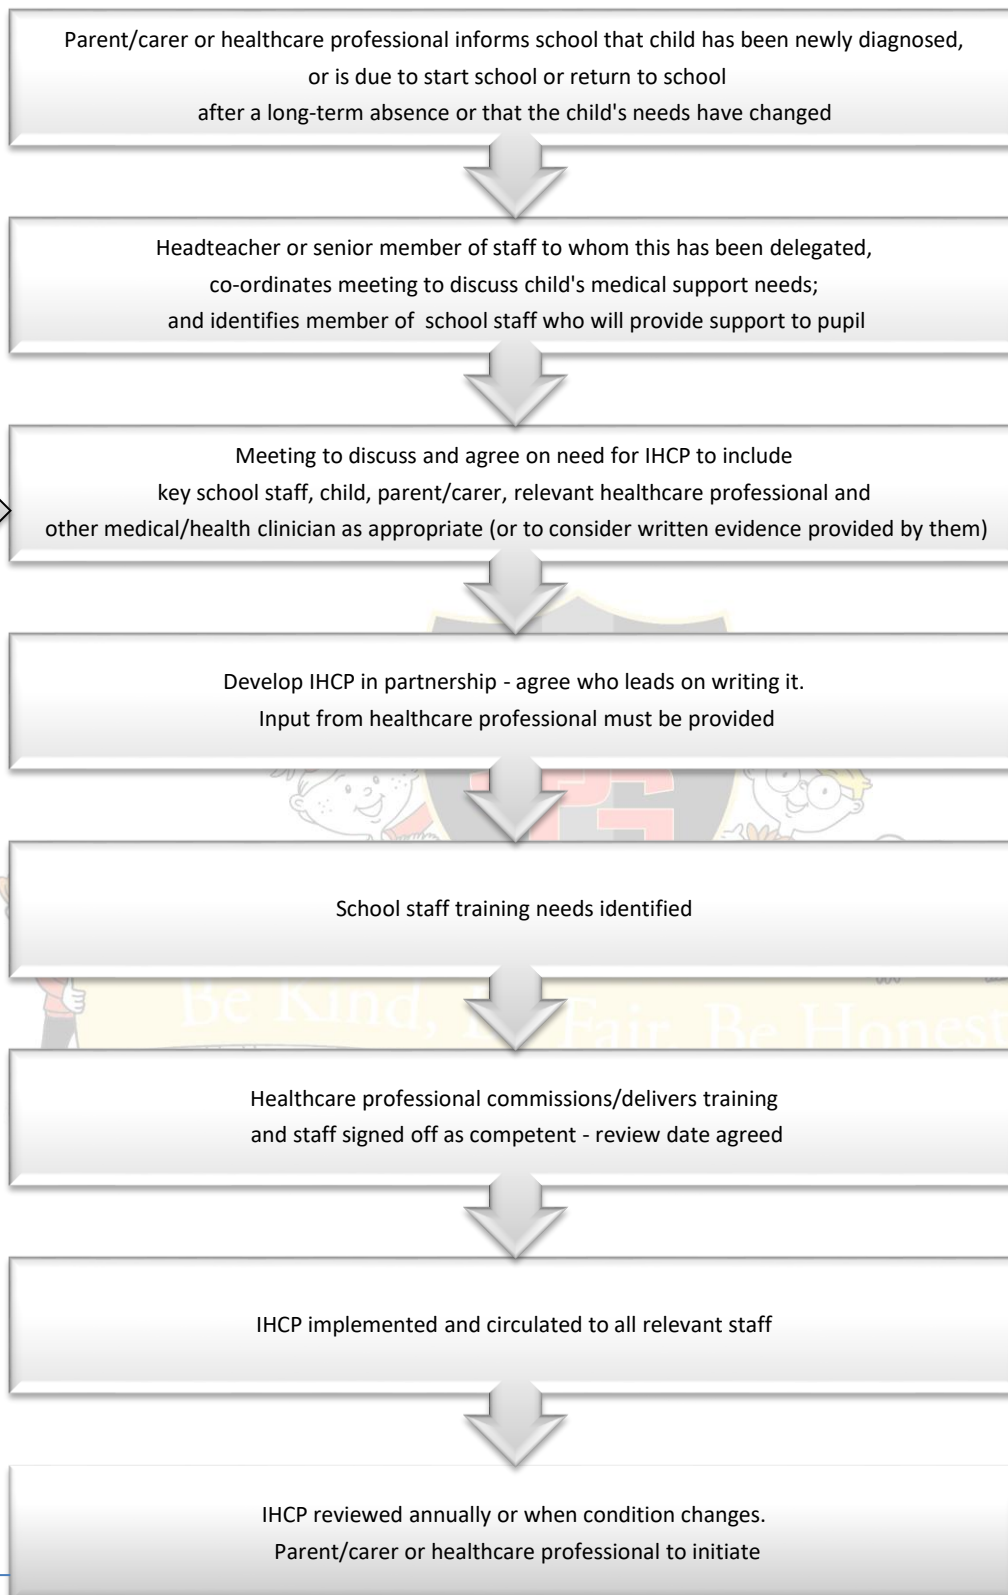 Parent/carer or healthcare professional informs school that child has been newly diagnosed,
or is due to start school or return to school
after a long-term absence or that the child's needs have changed
Headteacher or senior member of staff to whom this has been delegated,
co-ordinates meeting to discuss child's medical support needs;
and identifies member of school staff who will provide support to pupil
Meeting to discuss and agree on need for IHCP to include
key school staff, child, parent/carer, relevant healthcare professional and
other medical/health clinician as appropriate (or to consider written evidence provided by them)
Develop IHCP in partnership - agree who leads on writing it.
Input from healthcare professional must be provided
School staff training needs identified
Be Kind, Fair, Be Honest
Healthcare professional commissions/delivers training
and staff signed off as competent - review date agreed
IHCP implemented and circulated to all relevant staff
IHCP reviewed annually or when condition changes.
Parent/carer or healthcare professional to initiate